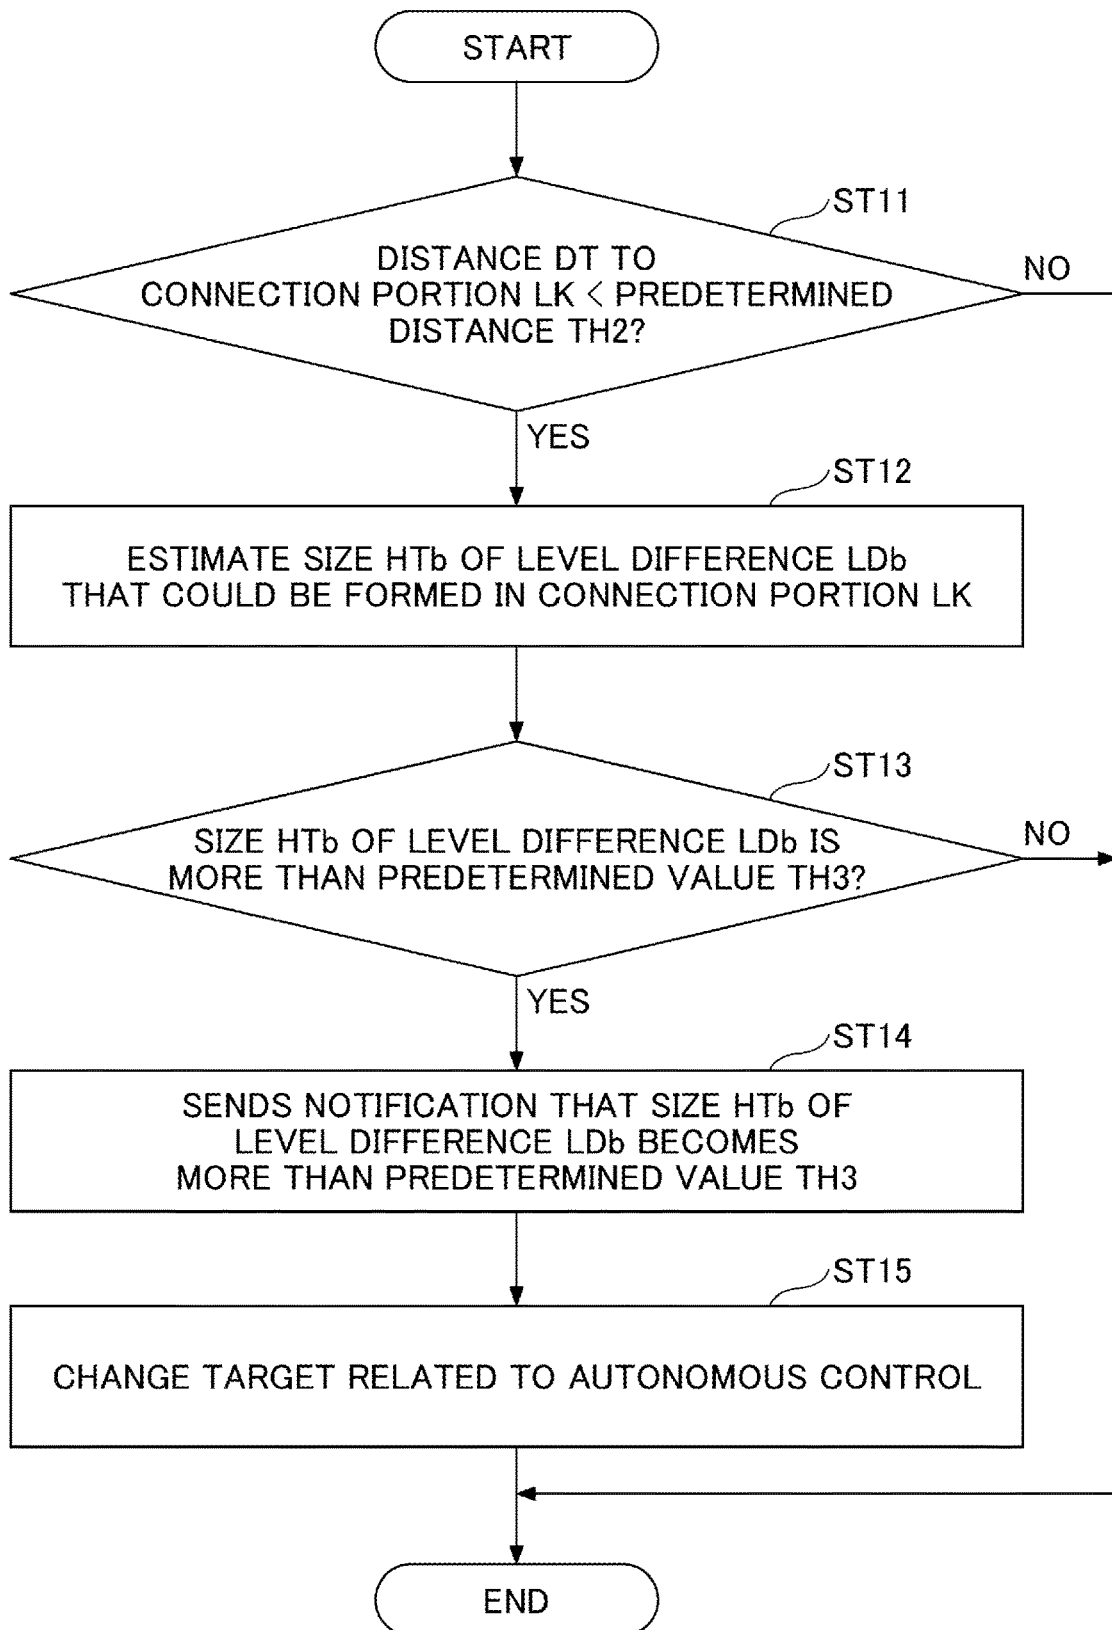 START
ST11
DISTANCE DT TO
CONNECTION PORTION LK < PREDETERMINED
DISTANCE TH2?
NO
YES
ST12
ESTIMATE SIZE HTb OF LEVEL DIFFERENCE LDb
THAT COULD BE FORMED IN CONNECTION PORTION LK
ST13
SIZE HTb OF LEVEL DIFFERENCE LDb IS
MORE THAN PREDETERMINED VALUE TH3?
NO
YES
ST14
SENDS NOTIFICATION THAT SIZE HTb OF
LEVEL DIFFERENCE LDb BECOMES
MORE THAN PREDETERMINED VALUE TH3
ST15
CHANGE TARGET RELATED TO AUTONOMOUS CONTROL
END